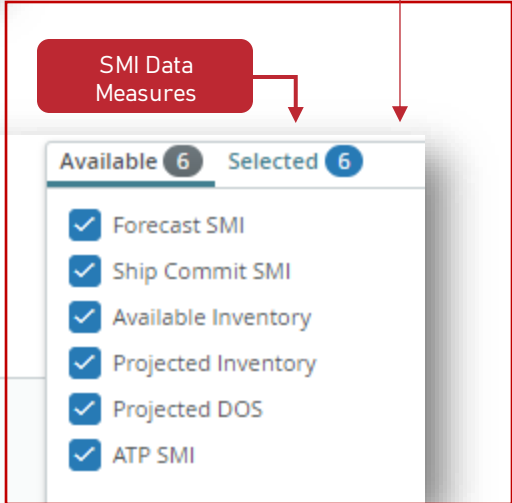 SMI Data
Measures
Available 6 Selected 6
Forecast SMI
Ship Commit SMI
Available Inventory
Projected Inventory
Projected DOS
ATP SMI